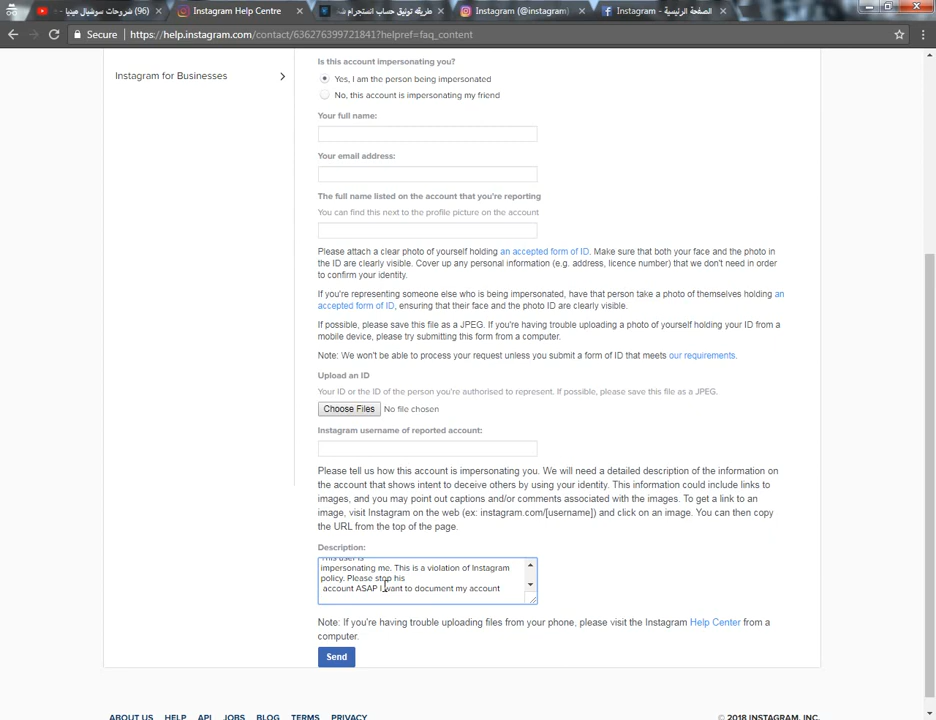 (96) شروحات سوشيال ميديا -
Instagram Help Centre
طريقه توثيق حساب انستجرام
Instagram (@instagram)
الصفحة الرئيسية - Instagram
Secure
https://help.instagram.com/contact/636276309721841?helpref=faq_content
Instagram for Businesses
Is this account impersonating you?
Yes, I am the person being impersonated
No, this account is impersonating my friend
Your full name:
Your email address:
The full name listed on the account that you're reporting
You can find this next to the profile picture on the account
Please attach a clear photo of yourself holding an accepted form of ID. Make sure that both your face and the photo in
the ID are clearly visible. Cover up any personal information (e.g. address, licence number) that we don't need in order
to confirm your identity.
If you're representing someone else who is being impersonated, have that person take a photo of themselves holding an
accepted form of ID, ensuring that their face and the photo ID are clearly visible.
If possible, please save this file as a JPEG. If you're having trouble uploading a photo of yourself holding your ID from a
mobile device, please try submitting this form from a computer.
Note: We won't be able to process your request unless you submit a form of ID that meets our requirements.
Upload an ID
Your ID or the ID of the person you're authorised to represent. If possible, please save this file as a JPEG.
Choose Files No file chosen
Instagram username of reported account:
Please tell us how this account is impersonating you. We will need a detailed description of the information on
the account that shows intent to deceive others by using your identity. This information could include links to
images, and you may point out captions and/or comments associated with the images. To get a link to an
image, visit Instagram on the web (ex: instagram.com/[username]) and click on an image. You can then copy
the URL from the top of the page.
Description:
This user is
impersonating me. This is a violation of Instagram
policy. Please stop his
account ASAP I want to document my account
Note: If you're having trouble uploading files from your phone, please visit the Instagram Help Center from a
computer.
Send
ABOUT US HELP API JOBS BLOG TERMS PRIVACY
© 2018 INSTAGRAM, INC.